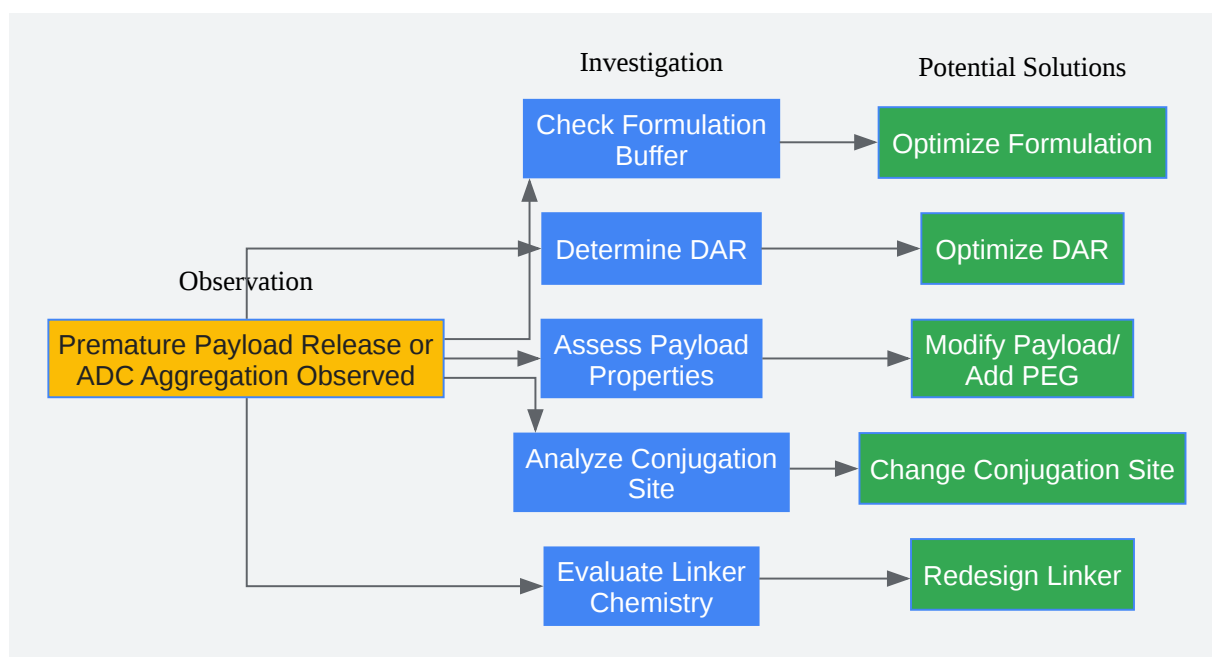 Investigation
Potential Solutions
Check Formulation
Buffer
Optimize Formulation
Determine DAR
Optimize DAR
Observation
Premature Payload Release or
ADC Aggregation Observed
Assess Payload
Properties
Modify Payload/
Add PEG
Analyze Conjugation
Site
Change Conjugation Site
Evaluate Linker
Chemistry
Redesign Linker